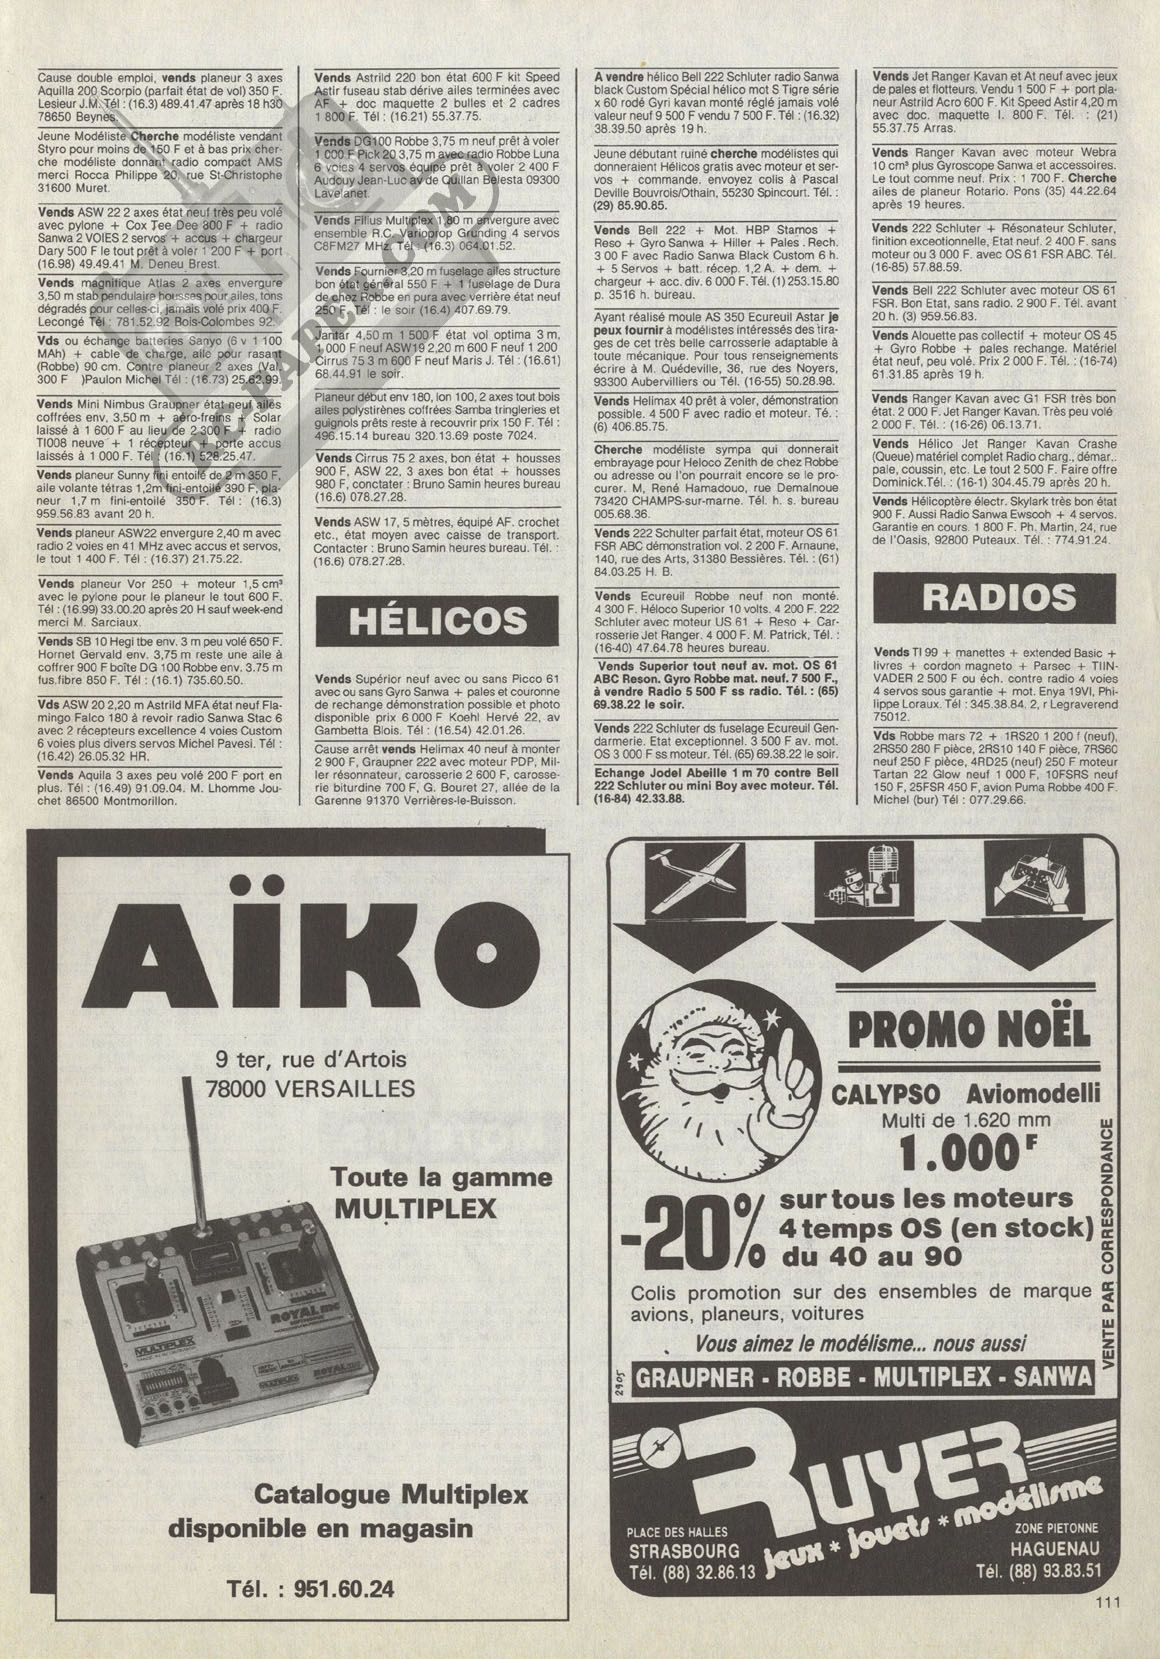 Cause double emploi, vends planeur 3 axes
Aquilla 200 Scorpio (parfait état de vol) 350 F.
Lesieur J.M. Tél : (16.3) 489.41.47 après 18 h30
78650 Beynes.
Jeune Modéliste Cherche modéliste vendant
Styro pour moins de 150 F et à bas prix cher-
che modéliste donnant radio compact AMS
merci Rocca Philippe 20, rue St-Christophe
31600 Muret.
Vends ASW 22 2 axes état neuf très peu volé
avec pylone + Cox Tee Dee 300 F + radio
Sanwa 2 VOIES 2 servos + accus + chargeur
Dary 500 F le tout prêt à voler 1 200 F + port
(16.98) 49.49.41 M. Deneu Brest.
Vends magnifique Atlas 2 axes envergure
3,50 m stab pendulaire housses pour ailes, tons
dégradés pour celles-ci jamais volé prix 400 F.
Lecongé Tél : 781.52.92 Bois-Colombes 92.
Vds ou échange batteries Sanyo (6 v 1 100
MAh) + cable de charge, aile pour rasant
(Robbe) 90 cm. Contre planeur 2 axes (Val.
300 F )Paulon Michel Tél : (16.73) 25.62.99.
Vends Mini Nimbus Graupner état neuf ailes
coffrées env. 3,50 m + aéro-freins + Solar
laissé à 1 600 F au lieu de 2 300 F + radio
TI008 neuve + 1 récepteur + porte accus
laissés à 1 000 F. Tél : (16.1) 528.25.47.
Vends planeur Sunny fini entoilé de 2 m 350 F,
aile volante tétras 1,2m fini-entoilé 390 F, pla-
neur 1,7 m fini-entoilé 350 F. Tél : (16.3)
959.56.83 avant 20 h.
Vends planeur ASW22 envergure 2,40 m avec
radio 2 voies en 41 MHz avec accus et servos,
le tout 1 400 F. Tél : (16.37) 21.75.22.
Vends planeur Vor 250 + moteur 1,5 cm³
avec le pylone pour le planeur le tout 600 F.
Tél : (16.99) 33.00.20 après 20 H sauf week-end
merci M. Sarciaux.
Vends SB 10 Hegi tbe env. 3 m peu volé 650 F.
Hornet Gervald env. 3,75 m reste une aile à
coffrer 900 F boîte DG 100 Robbe env. 3.75 m
fus.fibre 850 F. Tél : (16.1) 735.60.50.
Vds ASW 20 2,20 m Astrild MFA état neuf Fla-
mingo Falco 180 à revoir radio Sanwa Stac 6
avec 2 récepteurs excellence 4 voies Custom
6 voies plus divers servos Michel Pavesi. Tél :
(16.42) 26.05.32 HR.
Vends Aquila 3 axes peu volé 200 F port en
plus. Tél : (16.49) 91.09.04. M. Lhomme Jou-
chet 86500 Montmorillon.
Vends Astrild 220 bon état 600 F kit Speed
Astir fuseau stab dérive ailes terminées avec
AF + doc maquette 2 bulles et 2 cadres
1 800 F. Tél : (16.21) 55.37.75.
Vends DG100 Robbe 3,75 m neuf prêt à voler
1 000 F Pick 20 3,75 m avec radio Robbe Luna
6 voies 4 servos équipé prêt à voler 2 400 F
Audouy Jean-Luc av de Quillan Belesta 09300
Lavelanet.
Vends Filius Multiplex 1,80 m envergure avec
ensemble R.C. Varioprop Grunding 4 servos
C8FM27 MHz. Tél : (16.3) 064.01.52.
Vends Fournier 3,20 m fuselage ailes structure
bon état général 550 F + 1 fuselage de Dura
de chez Robbe en pura avec verrière état neuf
250 F. Tél : le soir (16.4) 407.69.79.
Jantar 4,50 m 1 500 F état vol optima 3 m,
1 000 F neuf ASW19 2,20 m 600 F neuf 1 200
Cirrus 75 3 m 600 F neuf Maris J. Tél : (16.61)
68.44.91 le soir.
Planeur début env 180, lon 100, 2 axes tout bois
ailes polystirènes coffrées Samba tringleries et
guignols prêts reste à recouvrir prix 150 F. Tél :
496.15.14 bureau 320.13.69 poste 7024.
Vends Cirrus 75 2 axes, bon état + housses
900 F, ASW 22, 3 axes bon état + housses
980 F, conctater : Bruno Samin heures bureau
(16.6) 078.27.28.
Vends ASW 17, 5 mètres, équipé AF. crochet
etc., état moyen avec caisse de transport.
Contacter : Bruno Samin heures bureau. Tél. :
(16.6) 078.27.28.
HÉLICOS
Vends Supérior neuf avec ou sans Picco 61
avec ou sans Gyro Sanwa + pales et couronne
de rechange démonstration possible et photo
disponible prix 6 000 F Koehl Hervé 22, av
Gambetta Blois. Tél : (16.54) 42.01.26.
Cause arrêt vends Helimax 40 neuf à monter
2 900 F, Graupner 222 avec moteur PDP, Mil-
ler résonnateur, carosserie 2 600 F, carosse-
rie biturdine 700 F, G. Bouret 27, allée de la
Garenne 91370 Verrières-le-Buisson.
A vendre hélico Bell 222 Schluter radio Sanwa
black Custom Spécial hélico mot S Tigre série
x 60 rodé Gyri kavan monté réglé jamais volé
valeur neuf 9 500 F vendu 7 500 F. Tél : (16.32)
38.39.50 après 19 h.
Jeune débutant ruiné cherche modélistes qui
donneraient Hélicos gratis avec moteur et ser-
vos + commande. envoyez colis à Pascal
Deville Bouvrois/Othain, 55230 Spincourt. Tél. :
(29) 85.90.85.
Vends Bell 222 + Mot. HBP Stamos +
Reso + Gyro Sanwa + Hiller + Pales . Rech.
3 00 F avec Radio Sanwa Black Custom 6 h.
+ 5 Servos + batt. récep. 1,2 A. + dem. +
chargeur + acc. div. 6 000 F. Tél. (1) 253.15.80
p. 3516 h. bureau.
Ayant réalisé moule AS 350 Ecureuil Astar je
peux fournir à modélistes intéressés des tira-
ges de cet très belle carrosserie adaptable à
toute mécanique. Pour tous renseignements
écrire à M. Quédeville, 36, rue des Noyers,
93300 Aubervilliers ou Tél. (16-55) 50.28.98.
Vends Helimax 40 prêt à voler, démonstration
possible. 4 500 F avec radio et moteur. Té. :
(6) 406.85.75.
Cherche modéliste sympa qui donnerait
embrayage pour Heloco Zenith de chez Robbe
ou adresse ou l'on pourrait encore se le pro-
curer. M, René Hamadouo, rue Demalnoue
73420 CHAMPS-sur-marne. Tél. h. s. bureau
005.68.36.
Vends 222 Schulter parfait état, moteur OS 61
FSR ABC démonstration vol. 2 200 F. Arnaune,
140, rue des Arts, 31380 Bessières. Tél. : (61)
84.03.25 H. B.
Vends Ecureuil Robbe neuf non monté.
4 300 F. Héloco Superior 10 volts. 4 200 F. 222
Schluter avec moteur US 61 + Reso + Car-
rosserie Jet Ranger. 4 000 F. M. Patrick, Tél. :
(16-40) 47.64.78 heures bureau.
Vends Superior tout neuf av. mot. OS 61
ABC Reson. Gyro Robbe mat. neuf. 7 500 F.,
à vendre Radio 5 500 F ss radio. Tél. : (65)
69.38.22 le soir.
Vends 222 Schluter ds fuselage Ecureuil Gen-
darmerie. Etat exceptionnel. 3 500 F av. mot.
OS 3 000 F ss moteur. Tél. (65) 69.38.22 le soir.
Echange Jodel Abeille 1 m 70 contre Bell
222 Schluter ou mini Boy avec moteur. Tél.
(16-84) 42.33.88.
Vends Jet Ranger Kavan et At neuf avec jeux
de pales et flotteurs. Vendu 1 500 F + port pla-
neur Astrild Acro 600 F. Kit Speed Astir 4,20 m
avec doc. maquette I. 800 F. Tél. : (21)
55.37.75 Arras.
Vends Ranger Kavan avec moteur Webra
10 cm³ plus Gyroscope Sanwa et accessoires.
Le tout comme neuf. Prix : 1 700 F. Cherche
ailes de planeur Rotario. Pons (35) 44.22.64
après 19 heures.
Vends 222 Schluter + Résonateur Schluter,
finition exceotionnelle, Etat neuf. 2 400 F. sans
moteur ou 3 000 F. avec OS 61 FSR ABC. Tél.
(16-85) 57.88.59.
Vends Bell 222 Schluter avec moteur OS 61
FSR. Bon Etat, sans radio. 2 900 F. Tél. avant
20 h. (3) 959.56.83.
Vends Alouette pas collectif + moteur OS 45
+ Gyro Robbe + pales rechange. Matériel
état neuf, peu volé. Prix 2 000 F. Tél. : (16-74)
61.31.85 après 19 h.
Vends Ranger Kavan avec G1 FSR très bon
état. 2 000 F. Jet Ranger Kavan. Très peu volé
2 000 F. Tél. : (16-26) 06.13.71.
Vends Hélico Jet Ranger Kavan Crashe
(Queue) matériel complet Radio charg., démar..
pale, coussin, etc. Le tout 2 500 F. Faire offre
Dominick.Tél. : (16-1) 304.45.79 après 20 h.
Vends Hélicoptère électr. Skylark très bon état
900 F. Aussi Radio Sanwa Ewsooh + 4 servos.
Garantie en cours. 1 800 F. Ph. Martin, 24, rue
de l'Oasis, 92800 Puteaux. Tél. : 774.91.24.
RADIOS
Vends TI 99 + manettes + extended Basic +
livres + cordon magneto + Parsec + TIIN-
VADER 2 500 F ou éch. contre radio 4 voies
4 servos sous garantie + mot. Enya 19VI, Phi-
lippe Loraux. Tél : 345.38.84. 2, r Legraverend
75012.
Vds Robbe mars 72 + 1RS20 1 200 f (neuf),
2RS50 280 F pièce, 2RS10 140 F pièce, 7RS60
neuf 250 F pièce, 4RD25 (neuf) 250 F moteur
Tartan 22 Glow neuf 1 000 F, 10FSRS neuf
150 F, 25FSR 450 F, avion Puma Robbe 400 F.
Michel (bur) Tél : 077.29.66.
RCPAPER.COM
AÏKO
9 ter, rue d'Artois
78000 VERSAILLES
Toute la gamme
MULTIPLEX
ROYAL mc
MULTIPLEX
Catalogue Multiplex
disponible en magasin
Tél. : 951.60.24
PROMO NOËL
CALYPSO Aviomodelli
Multi de 1.620 mm
1.000 F
-20% sur tous les moteurs
4 temps OS (en stock)
du 40 au 90
Colis promotion sur des ensembles de marque
avions, planeurs, voitures
Vous aimez le modélisme... nous aussi
VENTE PAR CORRESPONDANCE
2905
GRAUPNER - ROBBE - MULTIPLEX - SANWA
RUYER
jeux * jouets * modélisme
PLACE DES HALLES
STRASBOURG
Tél. (88) 32.86.13
ZONE PIETONNE
HAGUENAU
Tél. (88) 93.83.51
111